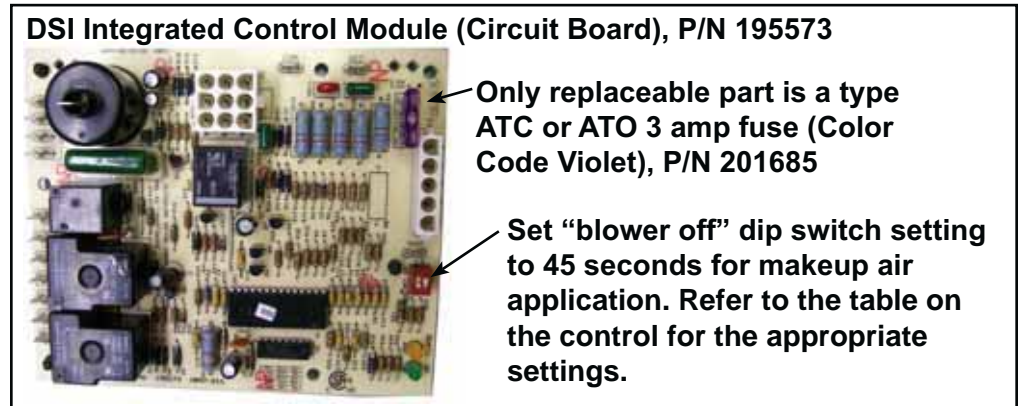 DSI Integrated Control Module (Circuit Board), P/N 195573
Only replaceable part is a type
ATC or ATO 3 amp fuse (Color
Code Violet), P/N 201685
Set “blower off” dip switch setting
to 45 seconds for makeup air
application. Refer to the table on
the control for the appropriate
settings.